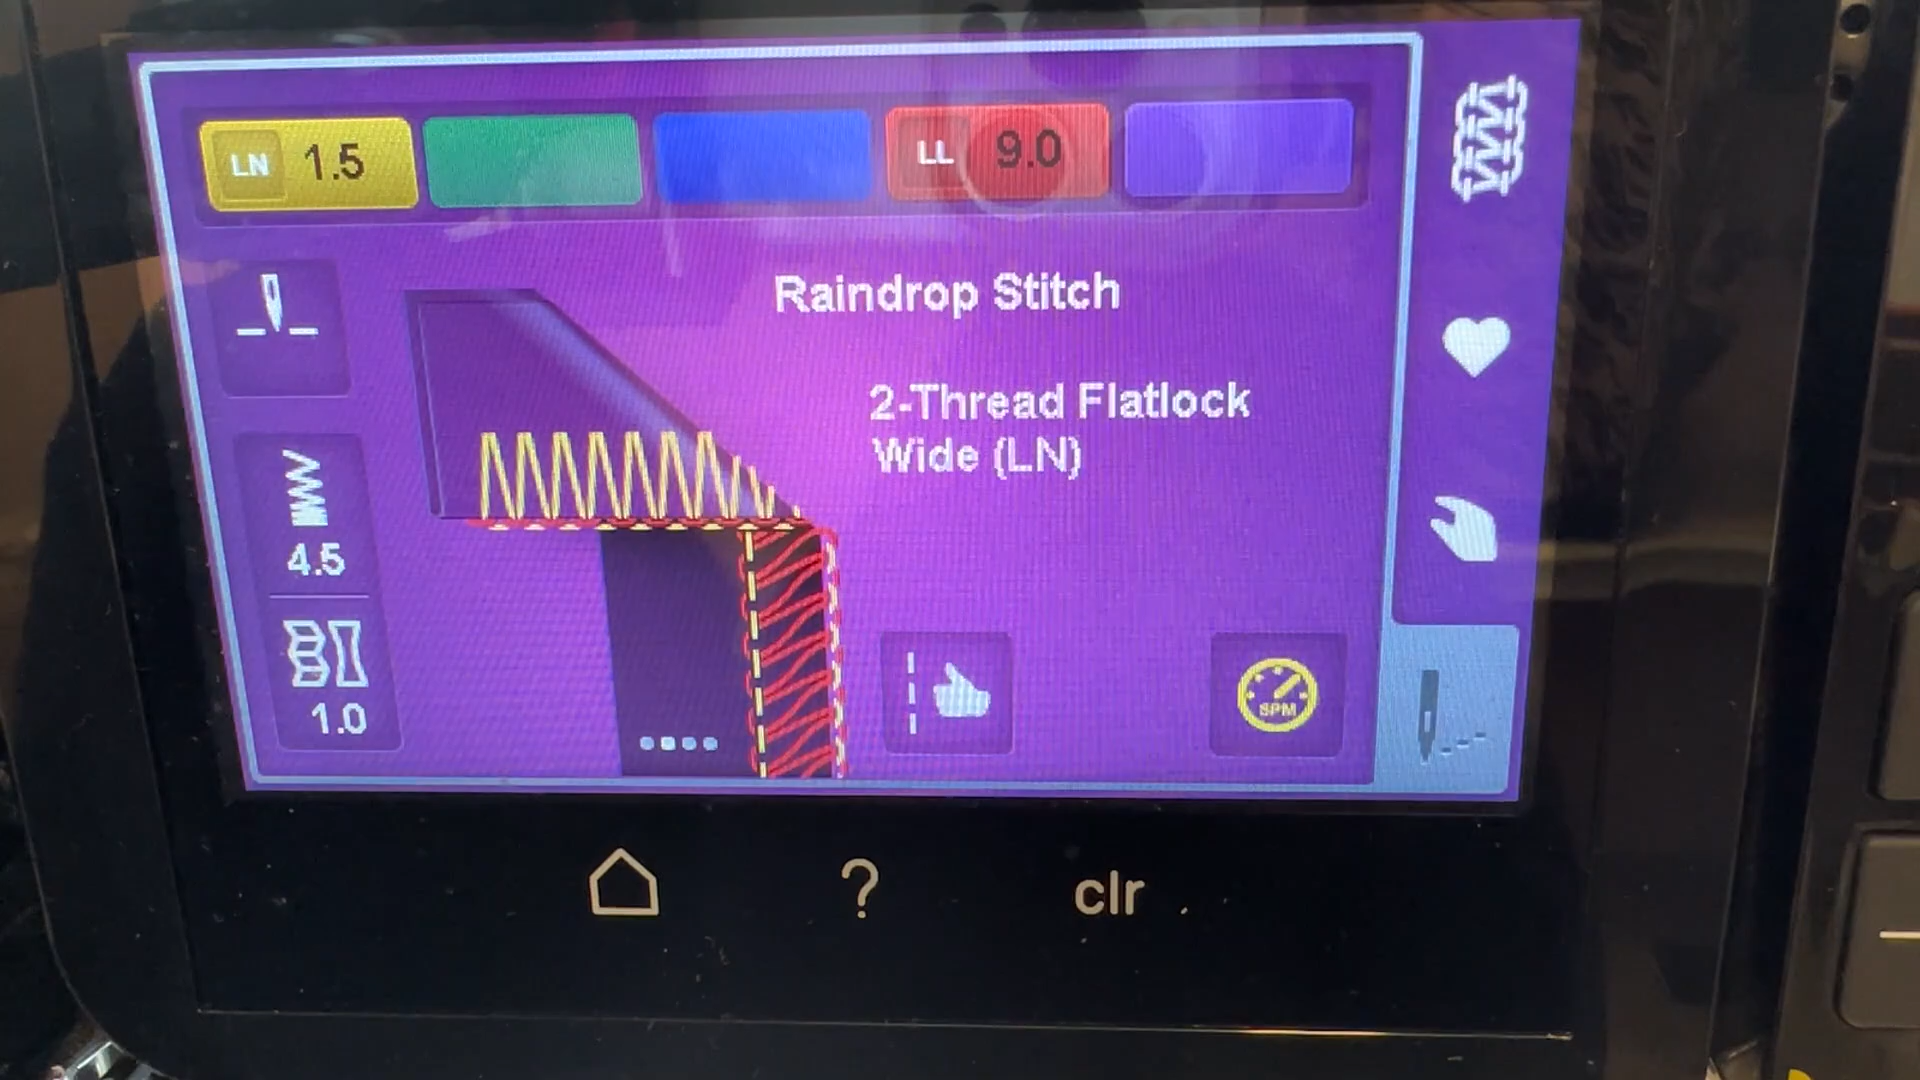 LN 1.5
LL 9.0
Raindrop Stitch
2-Thread Flatlock
Wide (LN)
4.5
1.0
SPM
?
clr